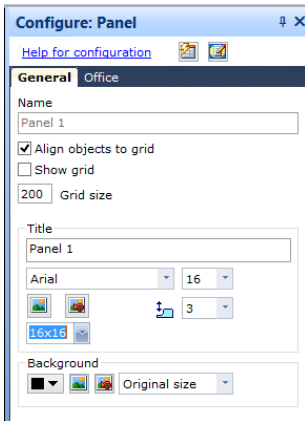 Configure: Panel
Help for configuration
General Office
Name
Panel 1
Align objects to grid
Show grid
200 Grid size
Title
Panel 1
Arial 16
3
16x16
Background
Original size